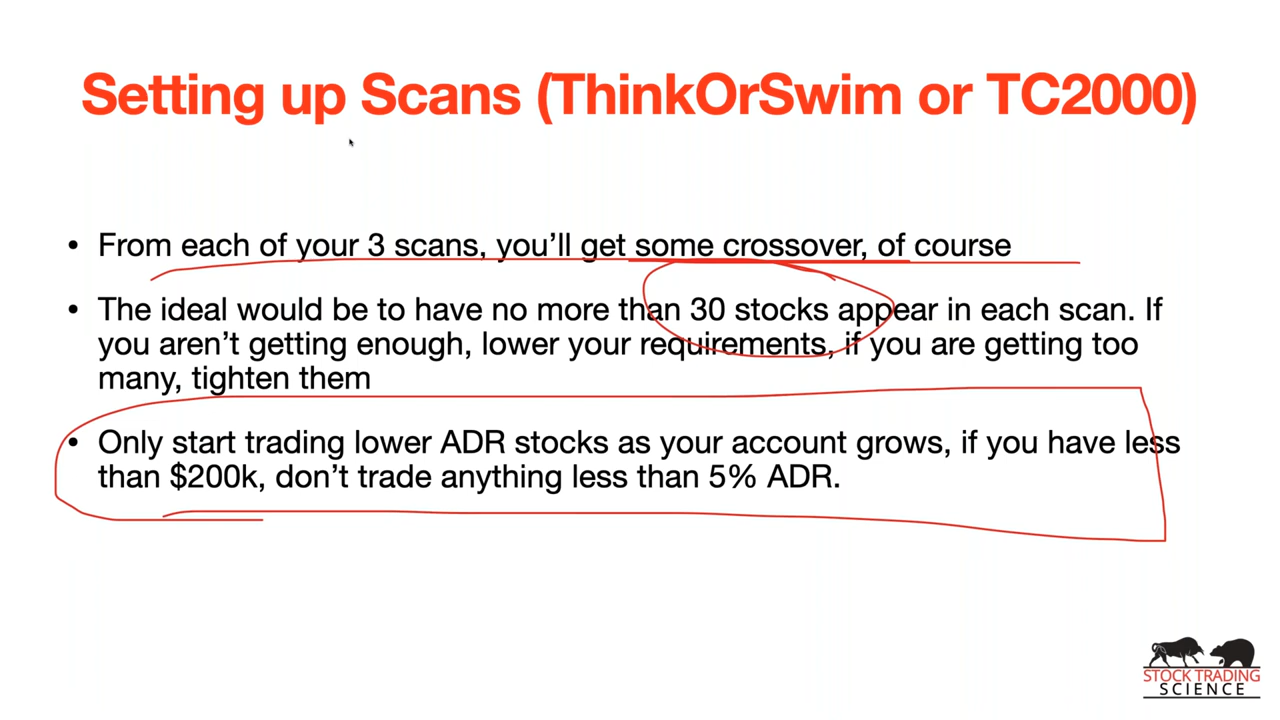 Setting up Scans (ThinkOrSwim or TC2000)
• From each of your 3 scans, you’ll get some crossover, of course
• The ideal would be to have no more than 30 stocks appear in each scan. If
you aren’t getting enough, lower your requirements, if you are getting too
many, tighten them
• Only start trading lower ADR stocks as your account grows, if you have less
than $200k, don’t trade anything less than 5% ADR.
STOCK TRADING
SCIENCE